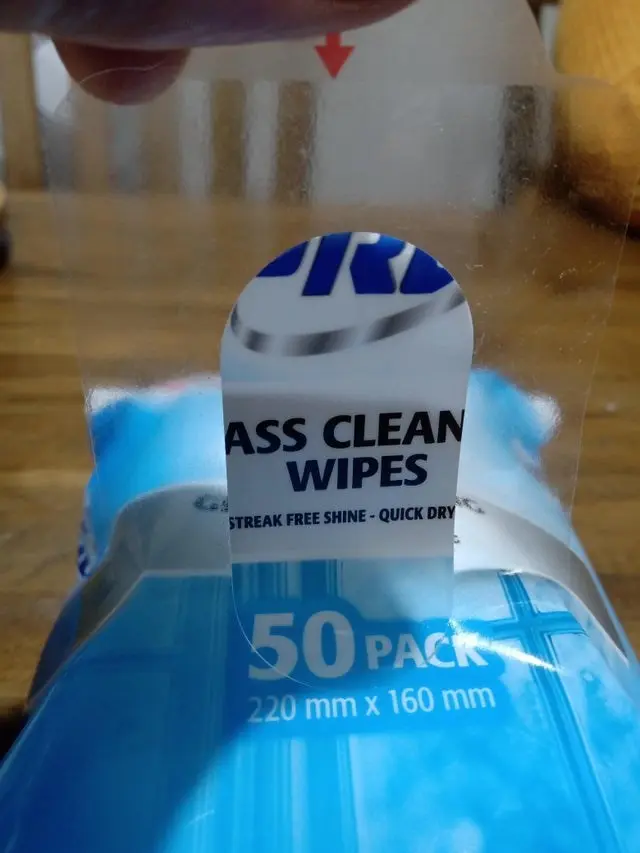 ASS CLEAN
WIPES
STREAK FREE SHINE - QUICK DRY
50 PACK
220 mm x 160 mm